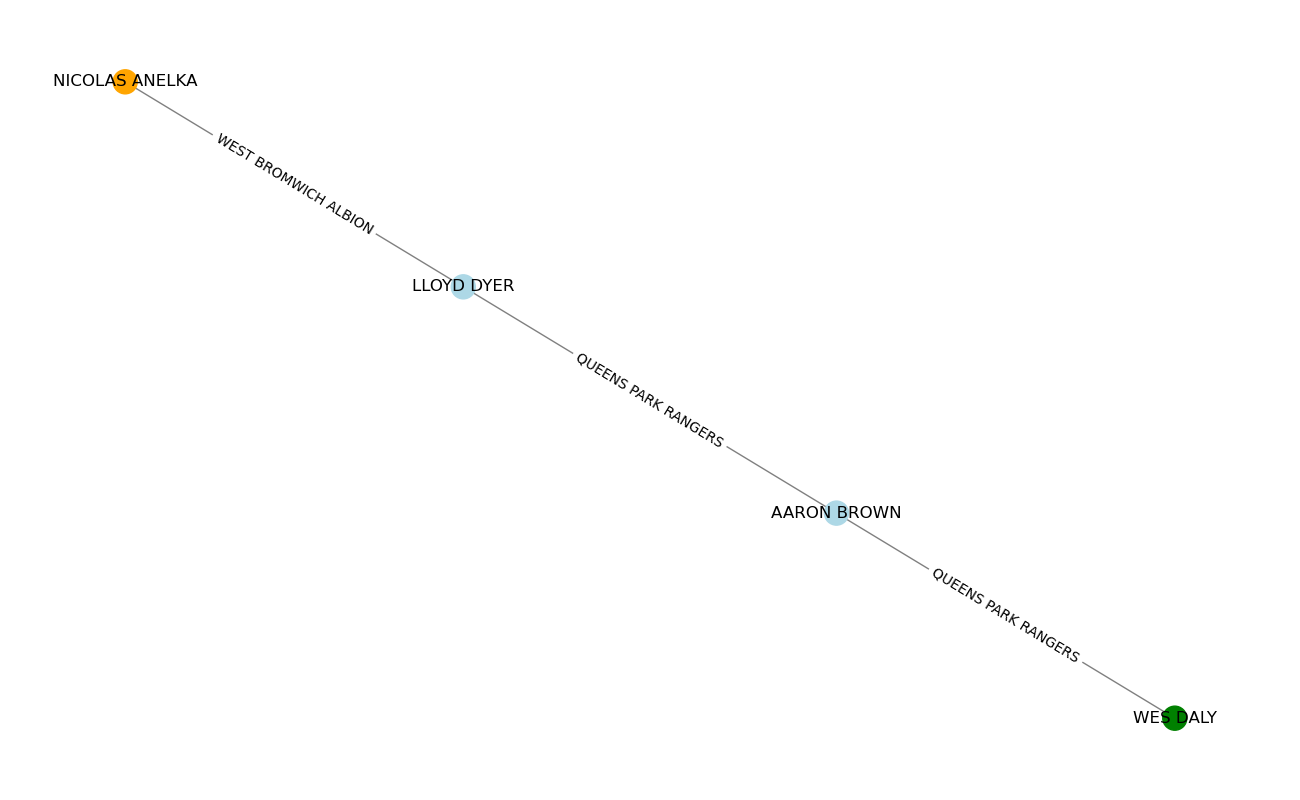 NICOLAS ANELKA
WEST BROMWICH ALBION
LLOYD DYER
QUEENS PARK RANGERS
AARON BROWN
QUEENS PARK RANGERS
WES DALY